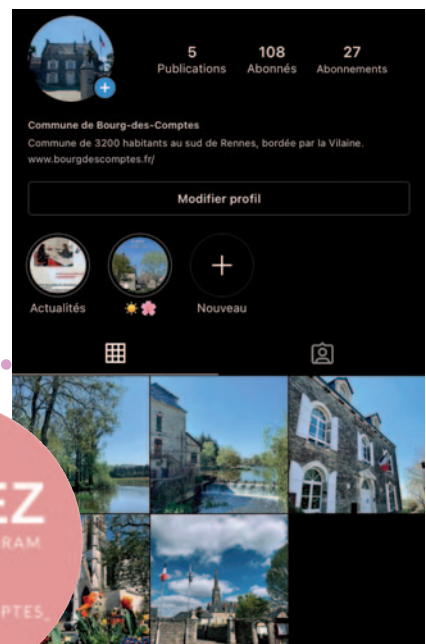 5
Publications
108
Abonnés
27
Abonnements
Commune de Bourg-des-Comptes
Commune de 3200 habitants au sud de Rennes, bordée par la Vilaine.
www.bourgdescomptes.fr/
Modifier profil
Actualités
Nouveau
EZ
RAM
PTES_